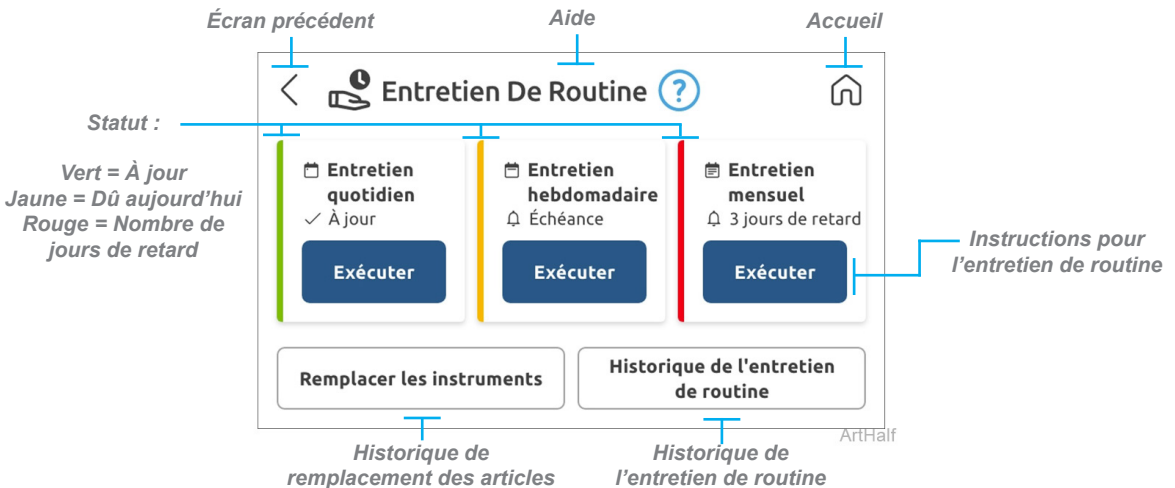 Écran précédent
Aide
Accueil
Entretien De Routine ?
Statut :
Vert = À jour
Jaune = Dû aujourd'hui
Rouge = Nombre de
jours de retard
Entretien
quotidien
À jour
Exécuter
Entretien
hebdomadaire
Échéance
Exécuter
Entretien
mensuel
3 jours de retard
Exécuter
Instructions pour
l'entretien de routine
Remplacer les instruments
Historique de l'entretien
de routine
ArtHalf
Historique de
remplacement des articles
Historique de
l'entretien de routine